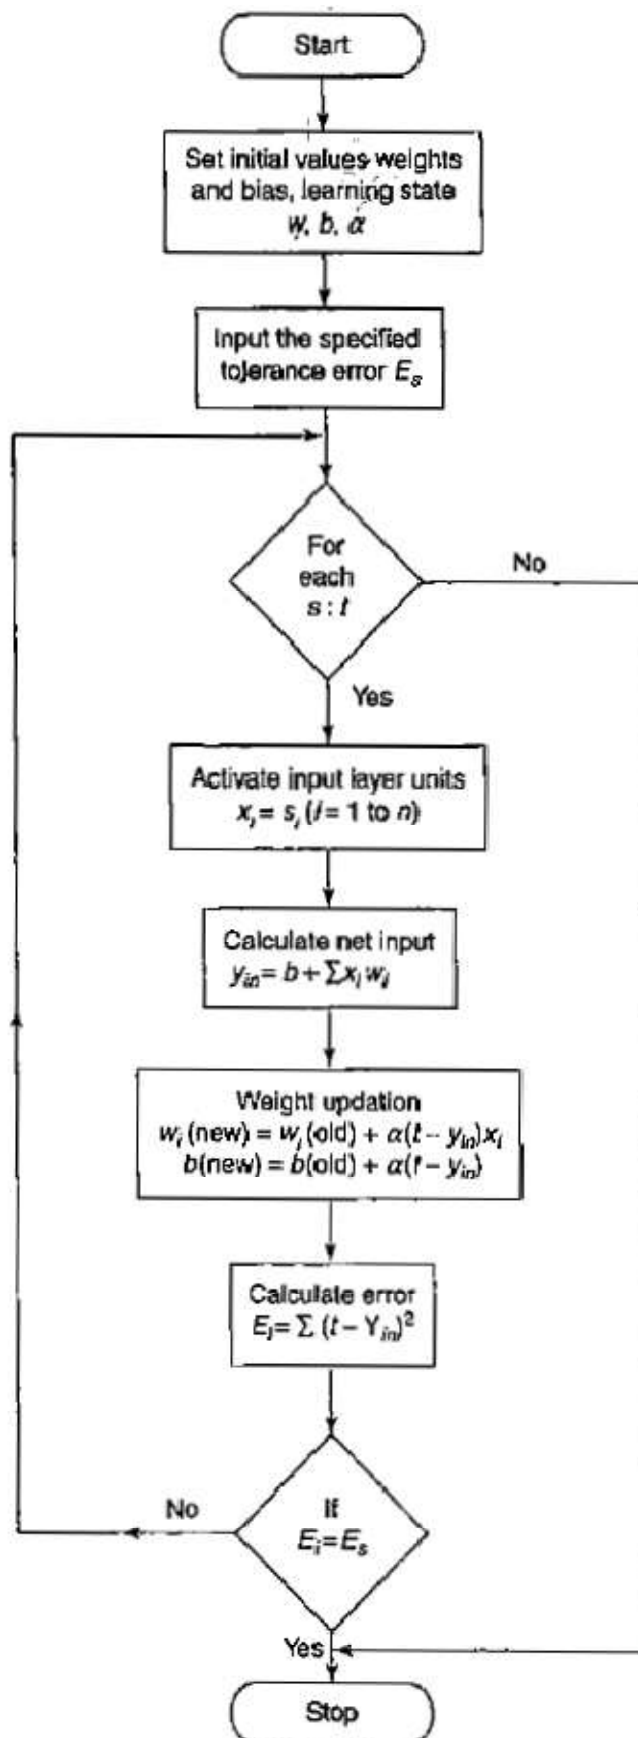 Start
Set initial values weights
and bias, learning state
w, b, α
Input the specified
tolerance error E_s
For
each
s : t
No
Yes
Activate input layer units
x_i = s_i (i = 1 to n)
Calculate net input
y_in = b + Σx_i w_i
Weight updation
w_i (new) = w_i (old) + α(t – y_in)x_i
b(new) = b(old) + α(t – y_in)
Calculate error
E_i = Σ (t – Y_in)²
If
E_i = E_s
No
Yes
Stop